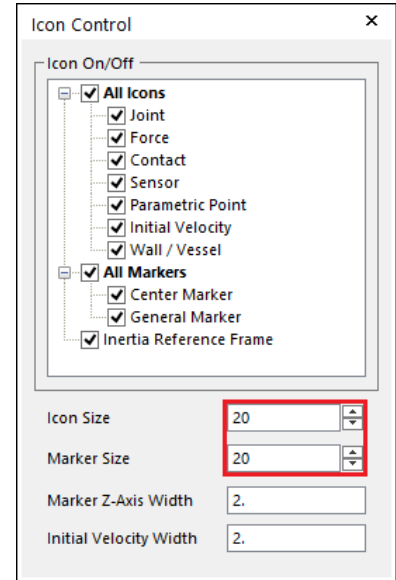 Icon Control
Icon On/Off
All Icons
Joint
Force
Contact
Sensor
Parametric Point
Initial Velocity
Wall / Vessel
All Markers
Center Marker
General Marker
Inertia Reference Frame
Icon Size 20
Marker Size 20
Marker Z-Axis Width 2.
Initial Velocity Width 2.